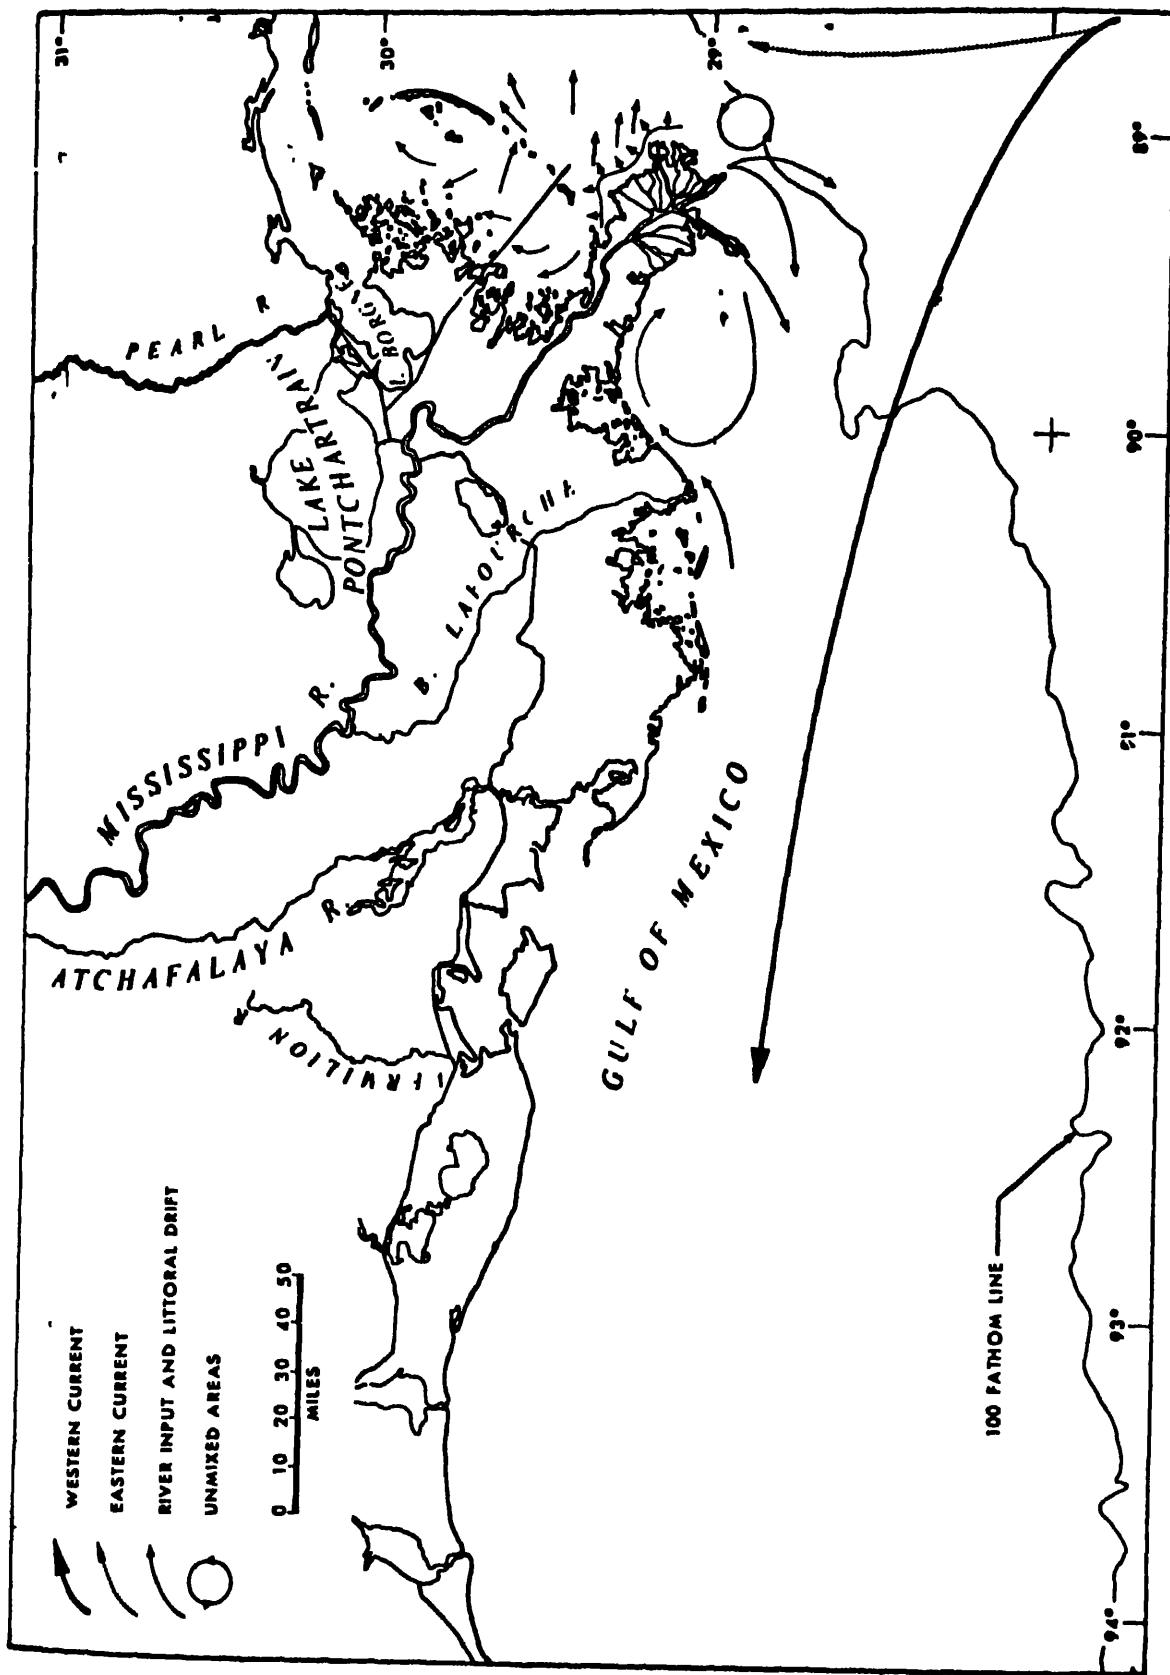 WESTERN CURRENT
EASTERN CURRENT
RIVER INPUT AND LITTORAL DRIFT
UNMIXED AREAS
0 10 20 30 40 50
MILES
MISSISSIPPI R.
ATCHAFALAYA R.
PEARL R
LAKE
PONTCHARTRAIN
L. BORGNE
B. LAFOURCHE
GULF OF MEXICO
100 FATHOM LINE
31°
30°
29°
94°
93°
92°
91°
90°
89°